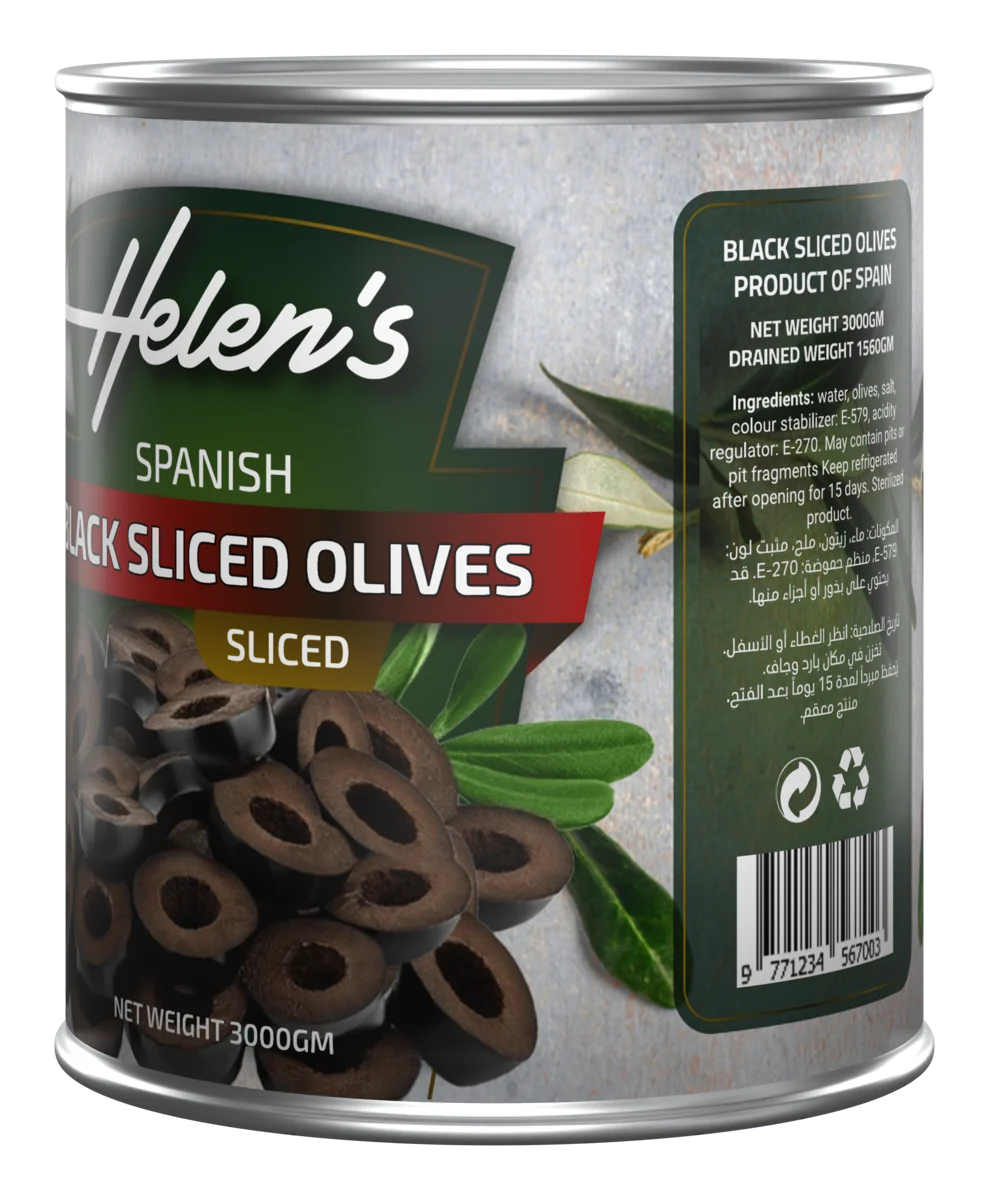 Helen's
SPANISH
BLACK SLICED OLIVES
SLICED
NET WEIGHT 3000GM
BLACK SLICED OLIVES
PRODUCT OF SPAIN
NET WEIGHT 3000GM
DRAINED WEIGHT 1560GM
Ingredients: water, olives, salt,
colour stabilizer: E-579, acidity
regulator: E-270. May contain pits or
pit fragments Keep refrigerated
after opening for 15 days. Sterilized
product.
المكونات: ماء، زيتون، ملح، مثبت لون:
E-579، منظم حموضة: E-270. قد
يحتوي على بذور أو أجزاء منها.
تاريخ الصلاحية: أنظر الغطاء أو الأسفل.
تخزن في مكان بارد وجاف.
يُحفظ مبرداً لمدة 15 يوماً بعد الفتح.
منتج معقم.
9 771234 567003